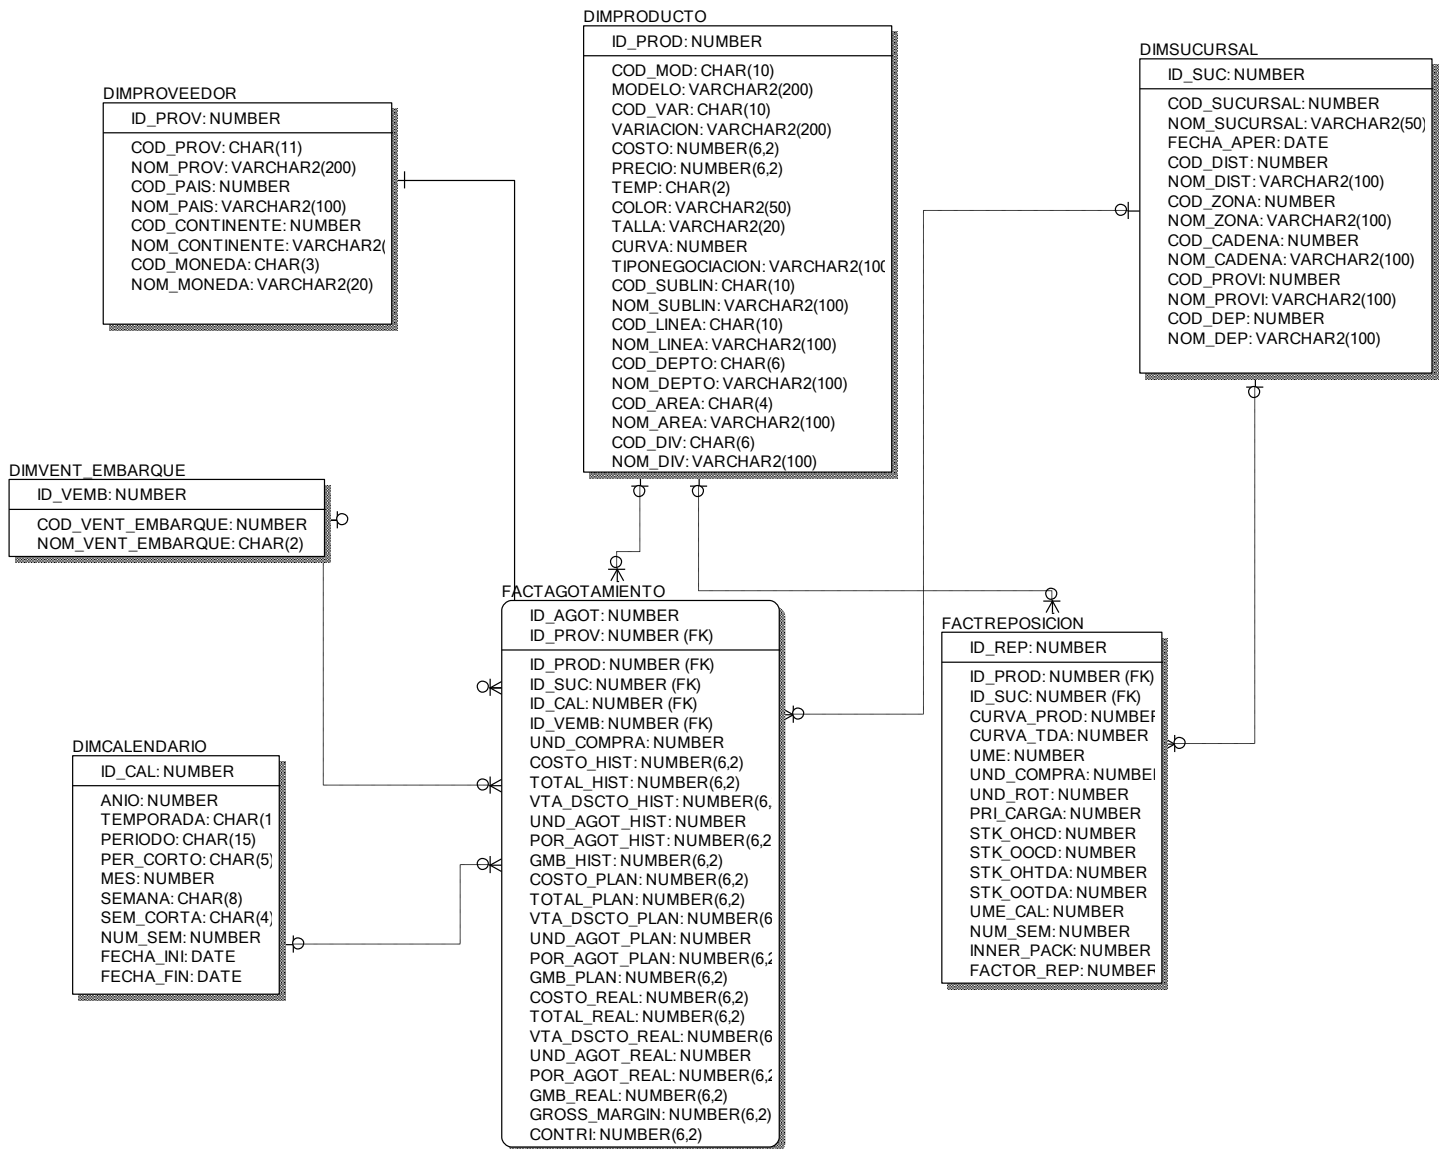 DIMPRODUCTO
ID_PROD: NUMBER
COD_MOD: CHAR(10)
MODELO: VARCHAR2(200)
COD_VAR: CHAR(10)
VARIACION: VARCHAR2(200)
COSTO: NUMBER(6,2)
PRECIO: NUMBER(6,2)
TEMP: CHAR(2)
COLOR: VARCHAR2(50)
TALLA: VARCHAR2(20)
CURVA: NUMBER
TIPONEGOCIACION: VARCHAR2(100
COD_SUBLIN: CHAR(10)
NOM_SUBLIN: VARCHAR2(100)
COD_LINEA: CHAR(10)
NOM_LINEA: VARCHAR2(100)
COD_DEPTO: CHAR(6)
NOM_DEPTO: VARCHAR2(100)
COD_AREA: CHAR(4)
NOM_AREA: VARCHAR2(100)
COD_DIV: CHAR(6)
NOM_DIV: VARCHAR2(100)
DIMSUCURSAL
ID_SUC: NUMBER
COD_SUCURSAL: NUMBER
NOM_SUCURSAL: VARCHAR2(50)
FECHA_APER: DATE
COD_DIST: NUMBER
NOM_DIST: VARCHAR2(100)
COD_ZONA: NUMBER
NOM_ZONA: VARCHAR2(100)
COD_CADENA: NUMBER
NOM_CADENA: VARCHAR2(100)
COD_PROVI: NUMBER
NOM_PROVI: VARCHAR2(100)
COD_DEP: NUMBER
NOM_DEP: VARCHAR2(100)
DIMPROVEEDOR
ID_PROV: NUMBER
COD_PROV: CHAR(11)
NOM_PROV: VARCHAR2(200)
COD_PAIS: NUMBER
NOM_PAIS: VARCHAR2(100)
COD_CONTINENTE: NUMBER
NOM_CONTINENTE: VARCHAR2(
COD_MONEDA: CHAR(3)
NOM_MONEDA: VARCHAR2(20)
DIMVENT_EMBARQUE
ID_VEMB: NUMBER
COD_VENT_EMBARQUE: NUMBER
NOM_VENT_EMBARQUE: CHAR(2)
FACTAGOTAMIENTO
ID_AGOT: NUMBER
ID_PROV: NUMBER (FK)
ID_PROD: NUMBER (FK)
ID_SUC: NUMBER (FK)
ID_CAL: NUMBER (FK)
ID_VEMB: NUMBER (FK)
UND_COMPRA: NUMBER
COSTO_HIST: NUMBER(6,2)
TOTAL_HIST: NUMBER(6,2)
VTA_DSCTO_HIST: NUMBER(6,
UND_AGOT_HIST: NUMBER
POR_AGOT_HIST: NUMBER(6,2
GMB_HIST: NUMBER(6,2)
COSTO_PLAN: NUMBER(6,2)
TOTAL_PLAN: NUMBER(6,2)
VTA_DSCTO_PLAN: NUMBER(6
UND_AGOT_PLAN: NUMBER
POR_AGOT_PLAN: NUMBER(6,2
GMB_PLAN: NUMBER(6,2)
COSTO_REAL: NUMBER(6,2)
TOTAL_REAL: NUMBER(6,2)
VTA_DSCTO_REAL: NUMBER(6
UND_AGOT_REAL: NUMBER
POR_AGOT_REAL: NUMBER(6,2
GMB_REAL: NUMBER(6,2)
GROSS_MARGIN: NUMBER(6,2)
CONTRI: NUMBER(6,2)
FACTREPOSICION
ID_REP: NUMBER
ID_PROD: NUMBER (FK)
ID_SUC: NUMBER (FK)
CURVA_PROD: NUMBER
CURVA_TDA: NUMBER
UME: NUMBER
UND_COMPRA: NUMBER
UND_ROT: NUMBER
PRI_CARGA: NUMBER
STK_OHCD: NUMBER
STK_OOCD: NUMBER
STK_OHTDA: NUMBER
STK_OOTDA: NUMBER
UME_CAL: NUMBER
NUM_SEM: NUMBER
INNER_PACK: NUMBER
FACTOR_REP: NUMBER
DIMCALENDARIO
ID_CAL: NUMBER
ANIO: NUMBER
TEMPORADA: CHAR(1
PERIODO: CHAR(15)
PER_CORTO: CHAR(5)
MES: NUMBER
SEMANA: CHAR(8)
SEM_CORTA: CHAR(4)
NUM_SEM: NUMBER
FECHA_INI: DATE
FECHA_FIN: DATE